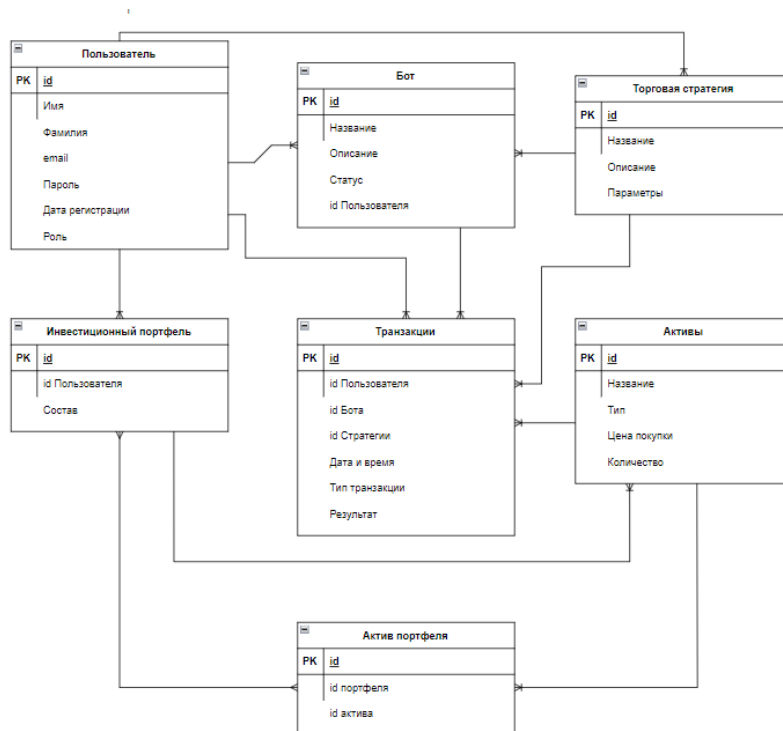 Пользователь
PK id
Имя
Фамилия
email
Пароль
Дата регистрации
Роль
Бот
PK id
Название
Описание
Статус
id Пользователя
Торговая стратегия
PK id
Название
Описание
Параметры
Инвестиционный портфель
PK id
id Пользователя
Состав
Транзакции
PK id
id Пользователя
id Бота
id Стратегии
Дата и время
Тип транзакции
Результат
Активы
PK id
Название
Тип
Цена покупки
Количество
Актив портфеля
PK id
id портфеля
id актива